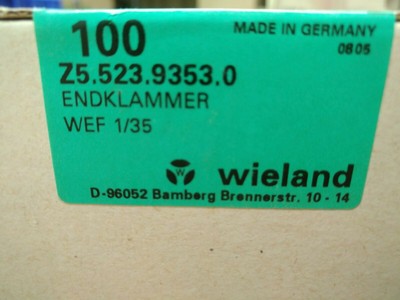 100 MADE IN GERMANY
0805
Z5.523.9353.0
ENDKLAMMER
WEF 1/35
W wieland
D-96052 Bamberg Brennerstr. 10 - 14